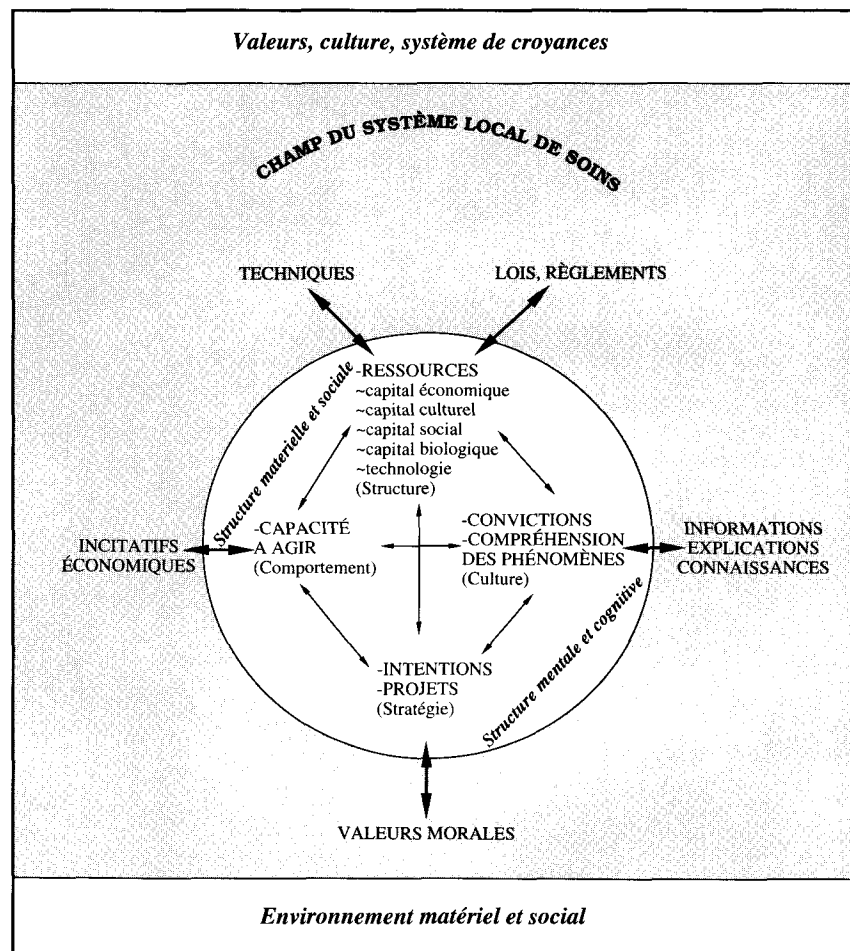 Valeurs, culture, système de croyances
CHAMP DU SYSTÈME LOCAL DE SOINS
TECHNIQUES
LOIS, RÈGLEMENTS
Structure materielle et sociale
-RESSOURCES
~capital économique
~capital culturel
~capital social
~capital biologique
~technologie
(Structure)
INCITATIFS
ÉCONOMIQUES
-CAPACITÉ
A AGIR
(Comportement)
-CONVICTIONS
-COMPRÉHENSION
DES PHÉNOMÈNES
(Culture)
INFORMATIONS
EXPLICATIONS
CONNAISSANCES
-INTENTIONS
-PROJETS
(Stratégie)
Structure mentale et cognitive
VALEURS MORALES
Environnement matériel et social